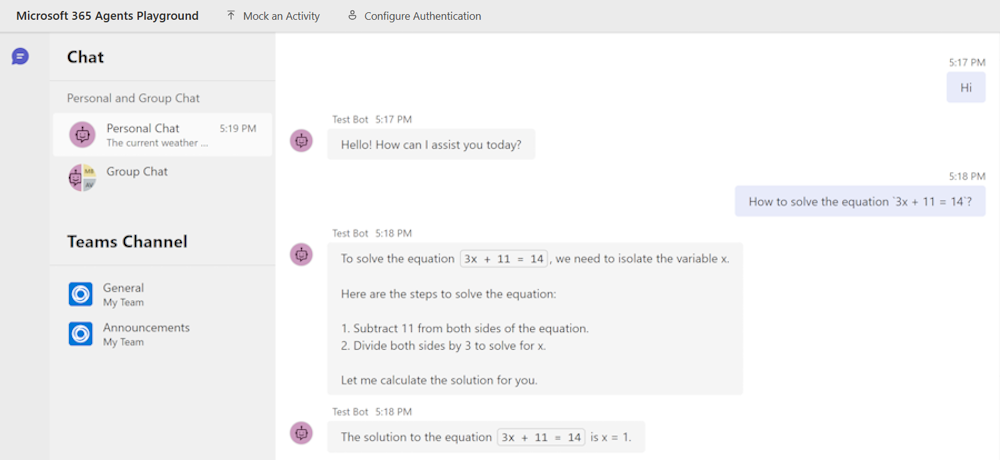 Microsoft 365 Agents Playground Mock an Activity Configure Authentication
Chat
Personal and Group Chat
Personal Chat 5:19 PM
The current weather ...
MB
AV
Group Chat
Teams Channel
General
My Team
Announcements
My Team
5:17 PM
Hi
Test Bot 5:17 PM
Hello! How can I assist you today?
5:18 PM
How to solve the equation `3x + 11 = 14`?
Test Bot 5:18 PM
To solve the equation 3x + 11 = 14, we need to isolate the variable x.
Here are the steps to solve the equation:
1. Subtract 11 from both sides of the equation.
2. Divide both sides by 3 to solve for x.
Let me calculate the solution for you.
Test Bot 5:18 PM
The solution to the equation 3x + 11 = 14 is x = 1.